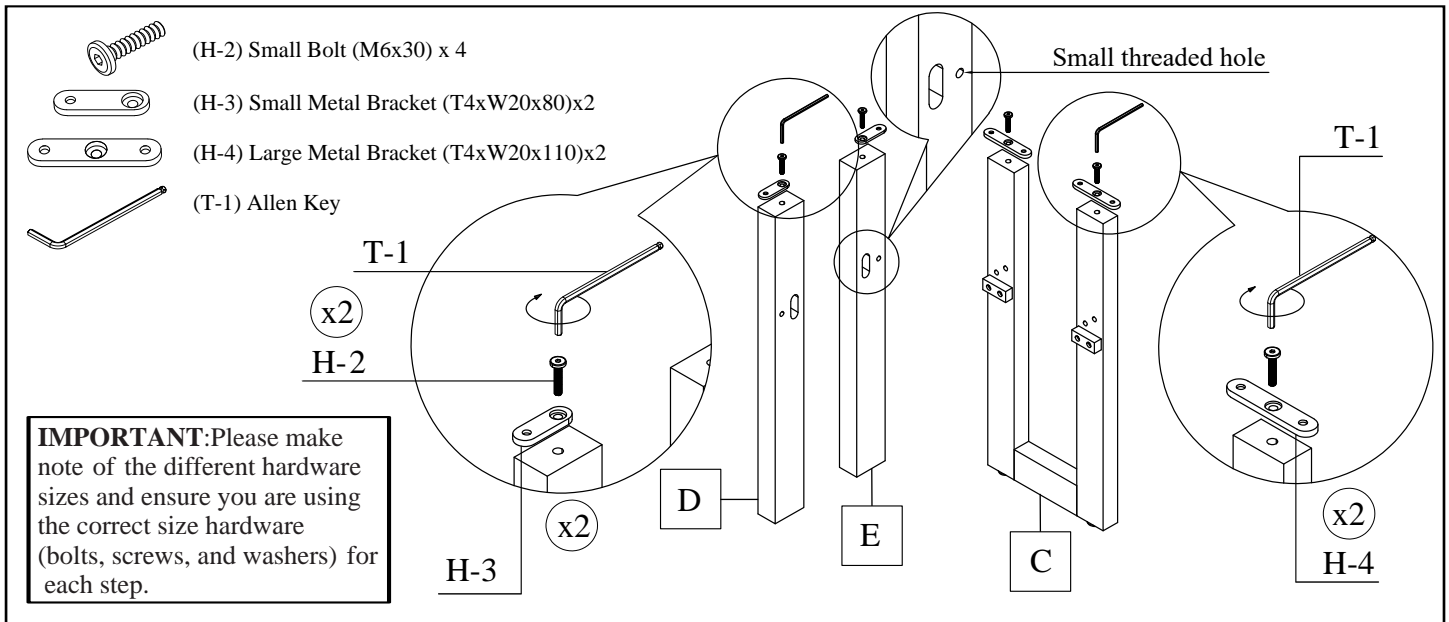 (H-2) Small Bolt (M6x30) x 4
(H-3) Small Metal Bracket (T4xW20x80)x2
(H-4) Large Metal Bracket (T4xW20x110)x2
(T-1) Allen Key
Small threaded hole
T-1
T-1
x2
H-2
IMPORTANT:Please make
note of the different hardware
sizes and ensure you are using
the correct size hardware
(bolts, screws, and washers) for
each step.
x2
H-3
D
E
C
x2
H-4